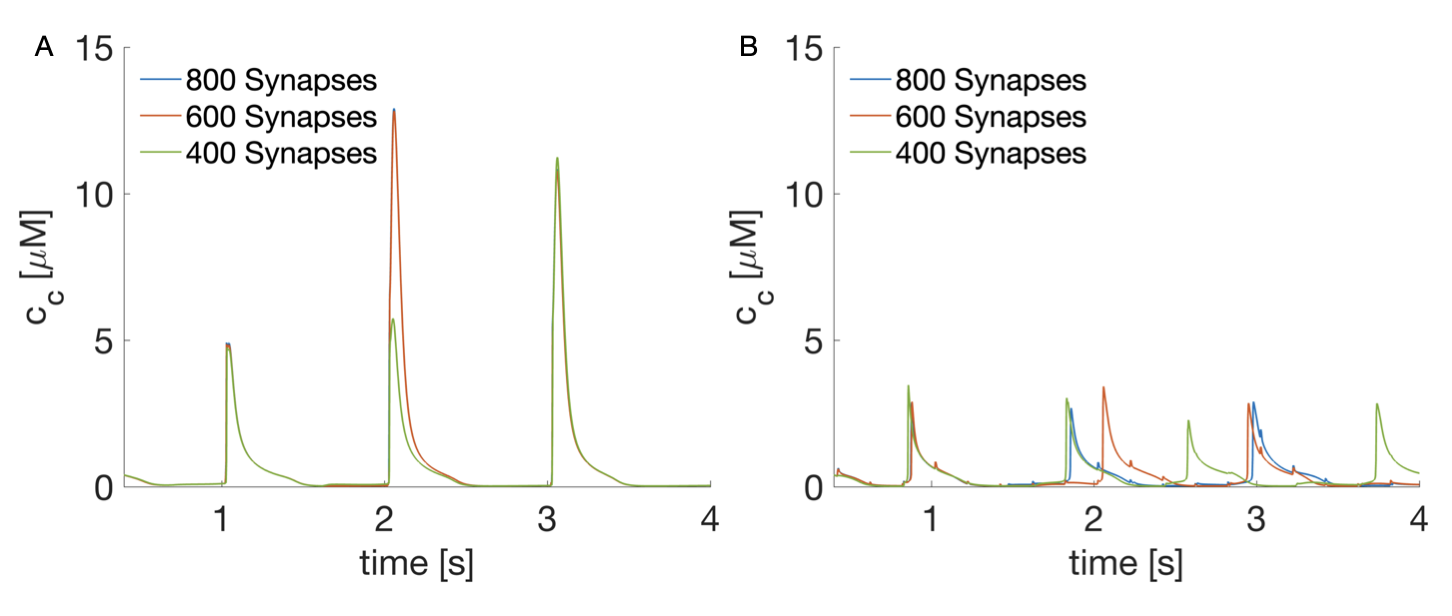 A
15
10
5
0
800 Synapses
600 Synapses
400 Synapses
c_c [μM]
1 2 3 4
time [s]
B
15
10
5
0
800 Synapses
600 Synapses
400 Synapses
c_c [μM]
1 2 3 4
time [s]